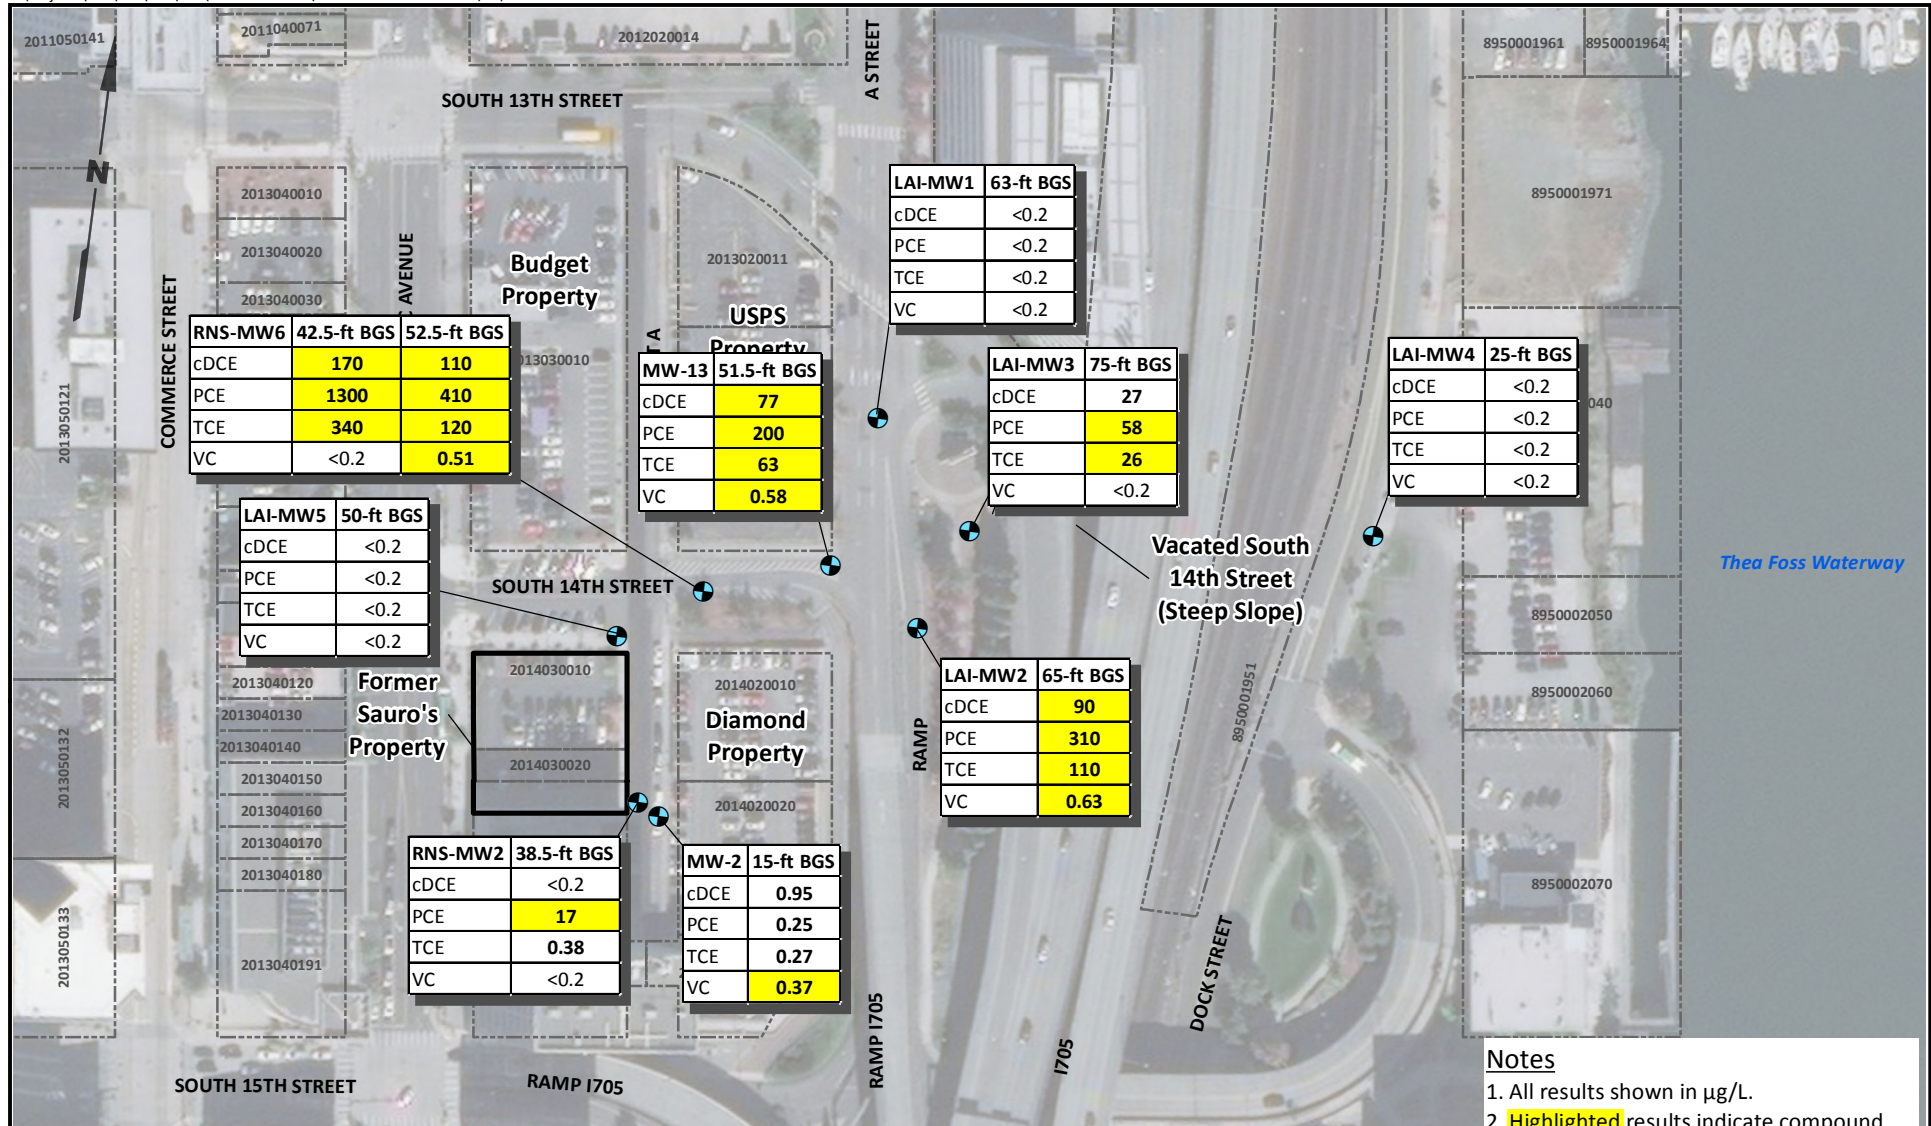 2011050141
2011040071
2012020014
8950001961
8950001964
A STREET
SOUTH 13TH STREET
N
2013040010
2013040020
2013040030
COMMERCE STREET
C AVENUE
Budget
Property
2013020011
USPS
Property
T A
013030010
LAI-MW1 63-ft BGS
cDCE <0.2
PCE <0.2
TCE <0.2
VC <0.2
8950001971
RNS-MW6 42.5-ft BGS 52.5-ft BGS
cDCE 170 110
PCE 1300 410
TCE 340 120
VC <0.2 0.51
MW-13 51.5-ft BGS
cDCE 77
PCE 200
TCE 63
VC 0.58
LAI-MW3 75-ft BGS
cDCE 27
PCE 58
TCE 26
VC <0.2
LAI-MW4 25-ft BGS
cDCE <0.2
PCE <0.2
TCE <0.2
VC <0.2
040
2013050121
LAI-MW5 50-ft BGS
cDCE <0.2
PCE <0.2
TCE <0.2
VC <0.2
SOUTH 14TH STREET
Vacated South
14th Street
(Steep Slope)
Thea Foss Waterway
8950002050
8950002060
8950001951
2013040120
2013040130
2013040140
2013040150
2013040160
2013040170
2013040180
2013040191
Former
Sauro's
Property
2014030010
2014030020
2014020010
Diamond
Property
2014020020
RAMP
LAI-MW2 65-ft BGS
cDCE 90
PCE 310
TCE 110
VC 0.63
2013050132
2013050133
RNS-MW2 38.5-ft BGS
cDCE <0.2
PCE 17
TCE 0.38
VC <0.2
MW-2 15-ft BGS
cDCE 0.95
PCE 0.25
TCE 0.27
VC 0.37
8950002070
DOCK STREET
RAMP I705
I705
SOUTH 15TH STREET
RAMP I705
Notes
1. All results shown in µg/L.
2. Highlighted results indicate compound